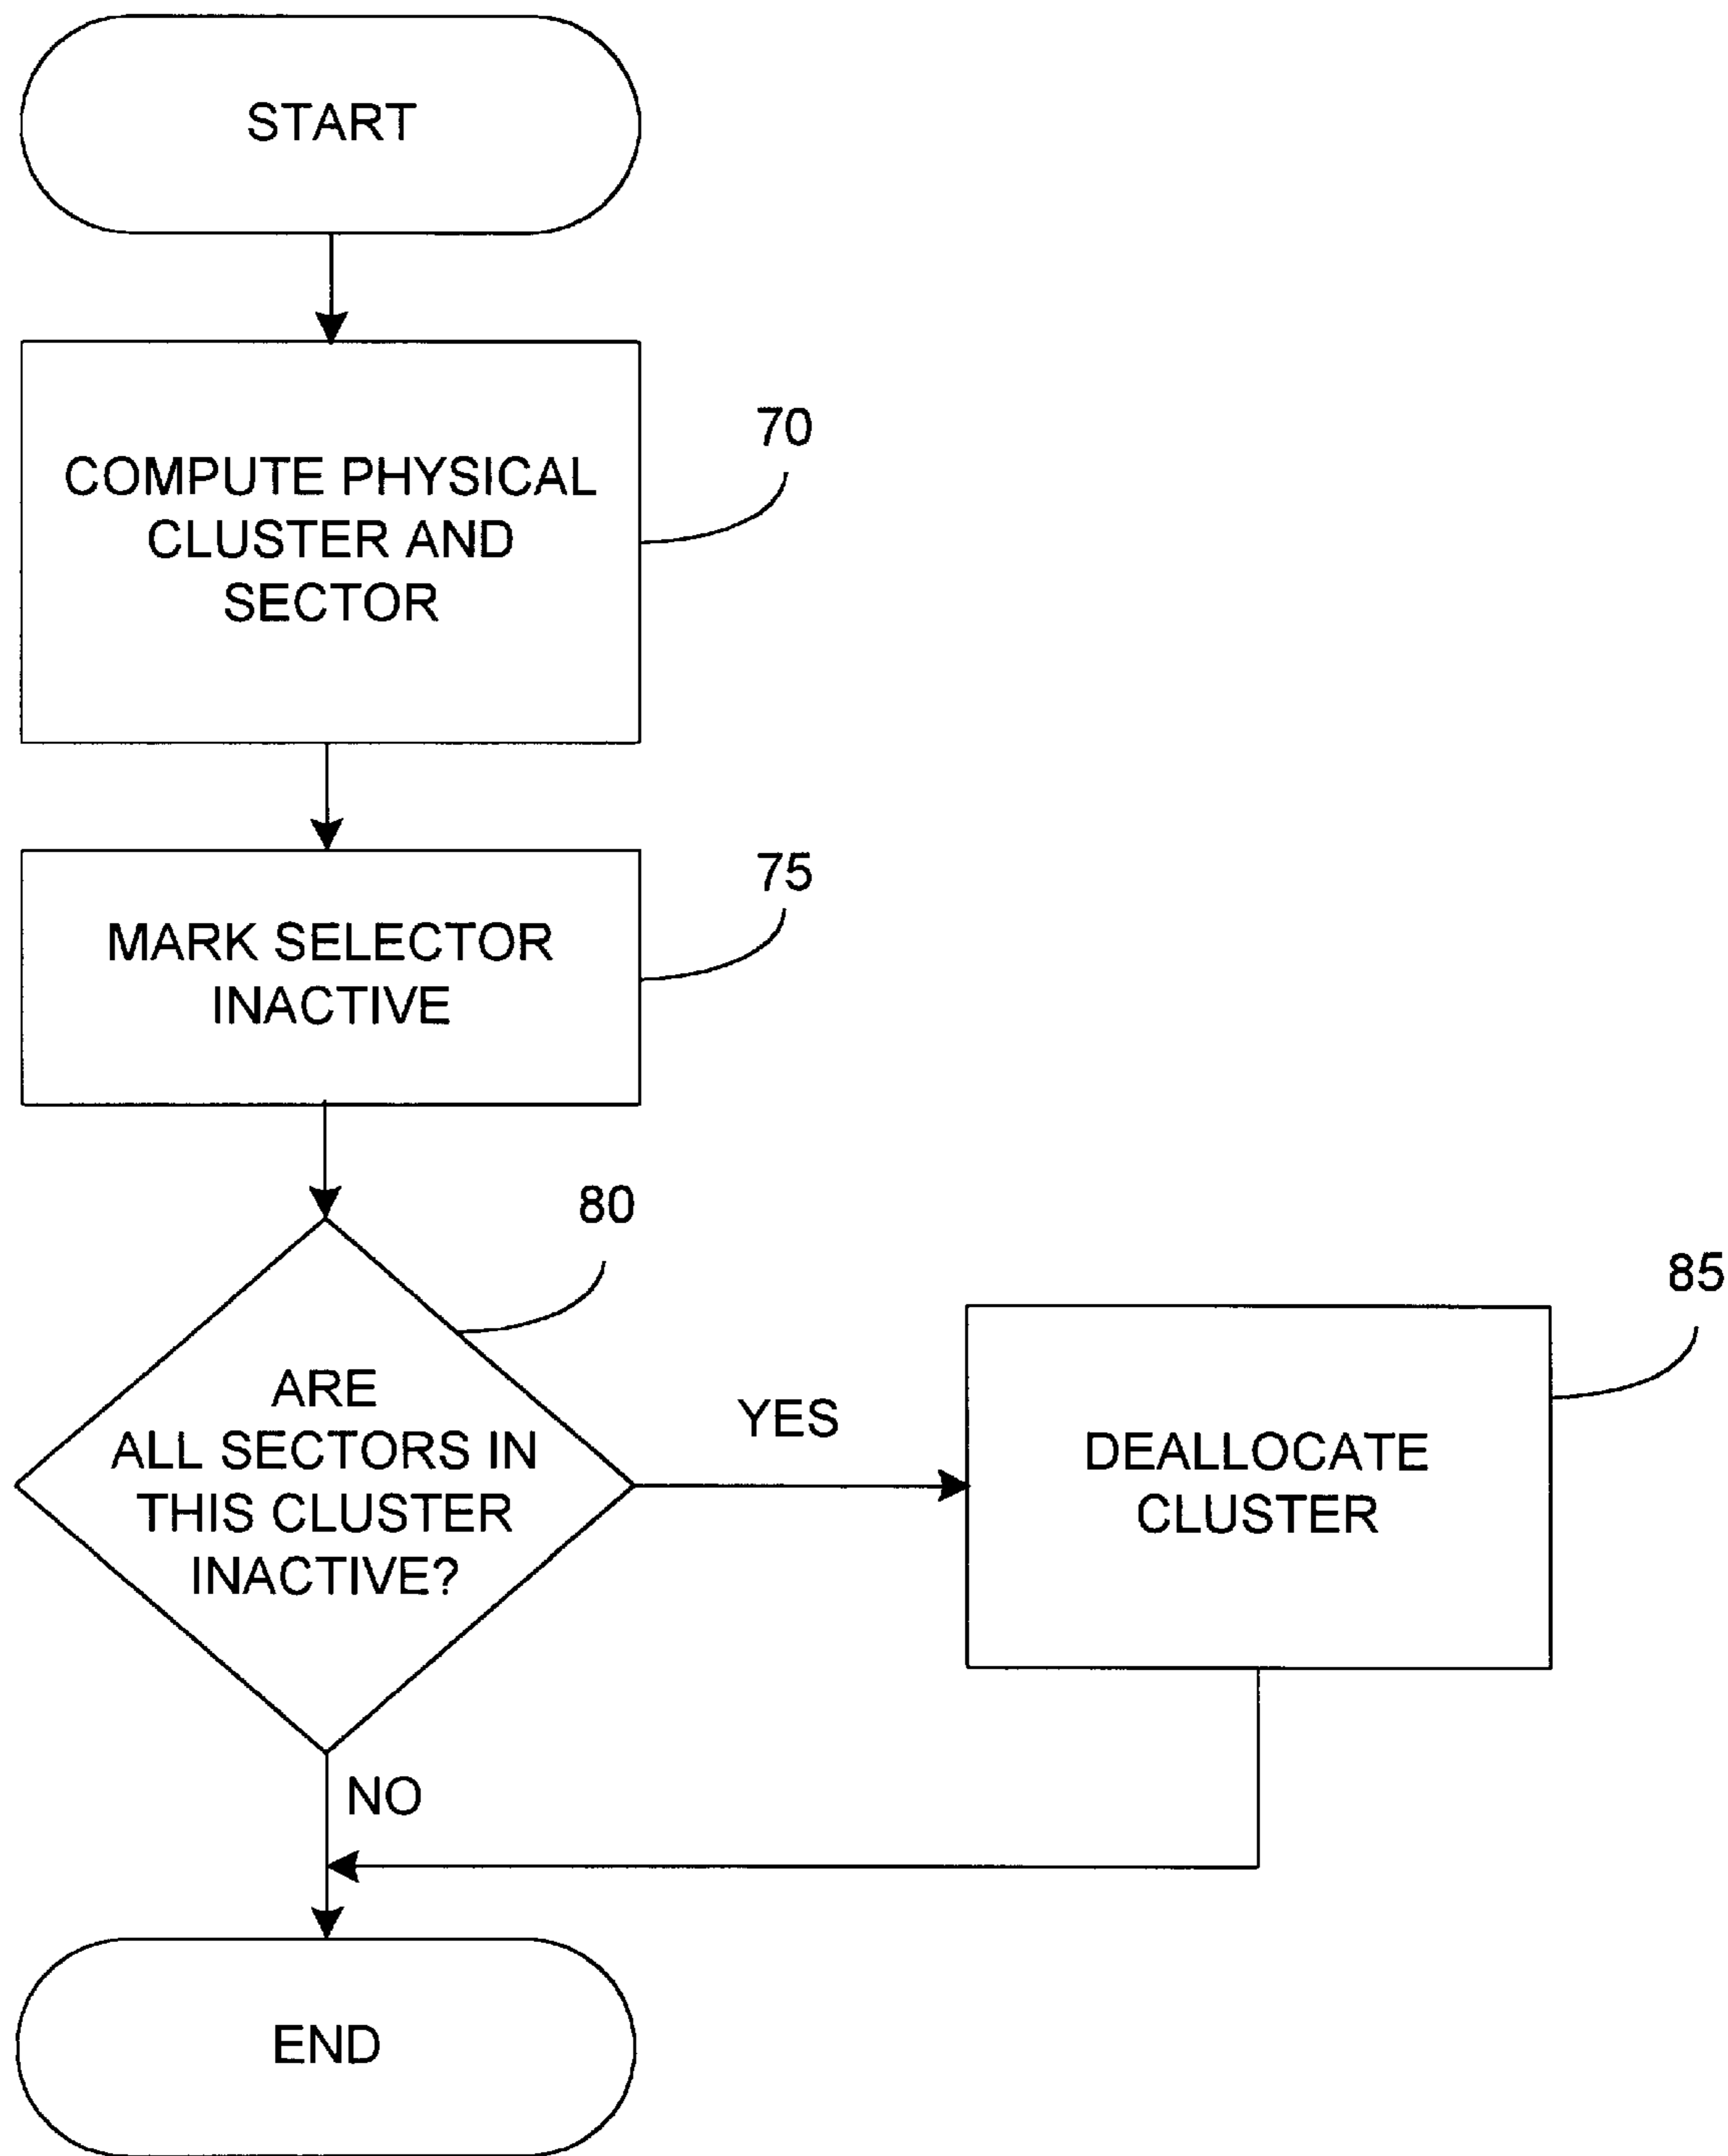 START
COMPUTE PHYSICAL
CLUSTER AND
SECTOR
70
MARK SELECTOR
INACTIVE
75
80
ARE
ALL SECTORS IN
THIS CLUSTER
INACTIVE?
YES
85
DEALLOCATE
CLUSTER
NO
END